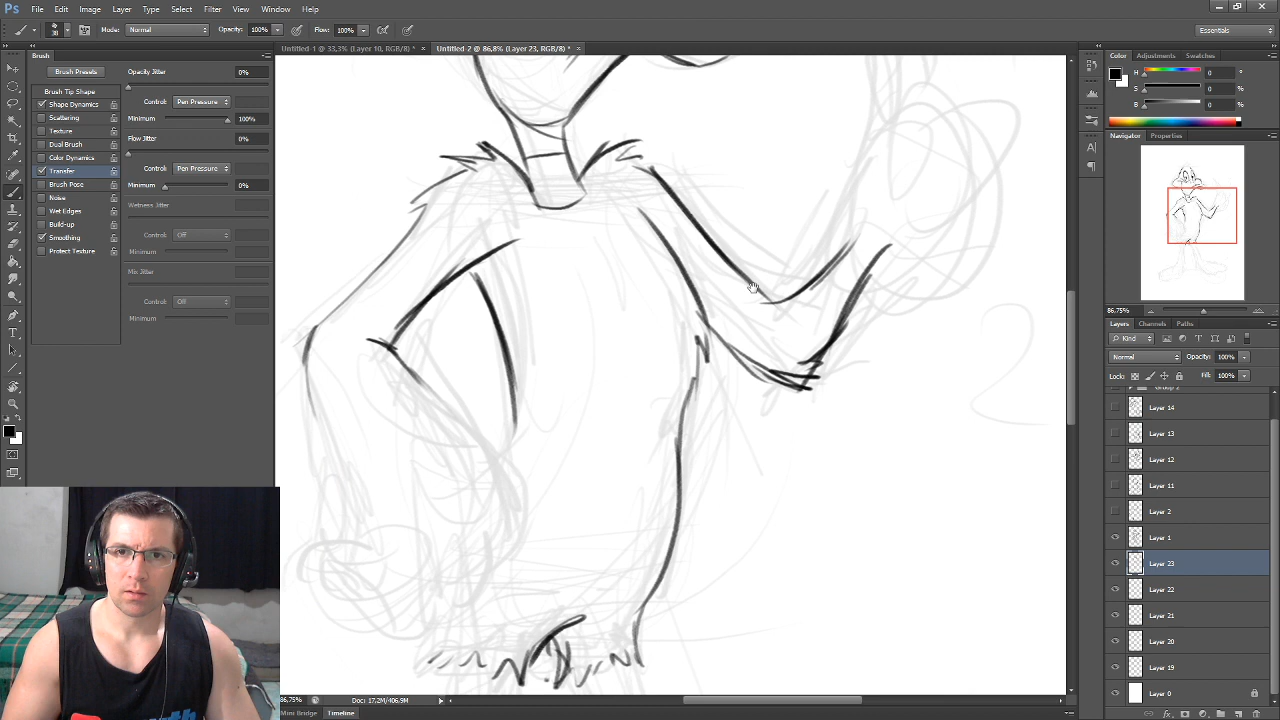 Ps File Edit Image Layer Type Select Filter View Window Help
Mode: Normal Opacity: 100% Flow: 100% Essentials
Brush
Untitled-1 @ 33,3% (Layer 10, RGB/8) * × Untitled-2 @ 86,8% (Layer 23, RGB/8) * ×
Brush Presets
Brush Tip Shape
Shape Dynamics
Scattering
Texture
Dual Brush
Color Dynamics
Transfer
Brush Pose
Noise
Wet Edges
Build-up
Smoothing
Protect Texture
Opacity Jitter 0%
Control: Pen Pressure
Minimum 100%
Flow Jitter 0%
Control: Pen Pressure
Minimum 0%
Wetness Jitter
Control: Off
Minimum
Mix Jitter
Control: Off
Minimum
Color Adjustments Swatches
H 0 °
S 0 %
B 0 %
Navigator Properties
86.75%
Layers Channels Paths
Kind
Normal Opacity: 100%
Lock: Fill: 100%
Group 2
Layer 14
Layer 13
Layer 12
Layer 11
Layer 2
Layer 1
Layer 23
Layer 22
Layer 21
Layer 20
Layer 19
Layer 0
86,75% Doc: 17,2M/406,9M
Mini Bridge Timeline